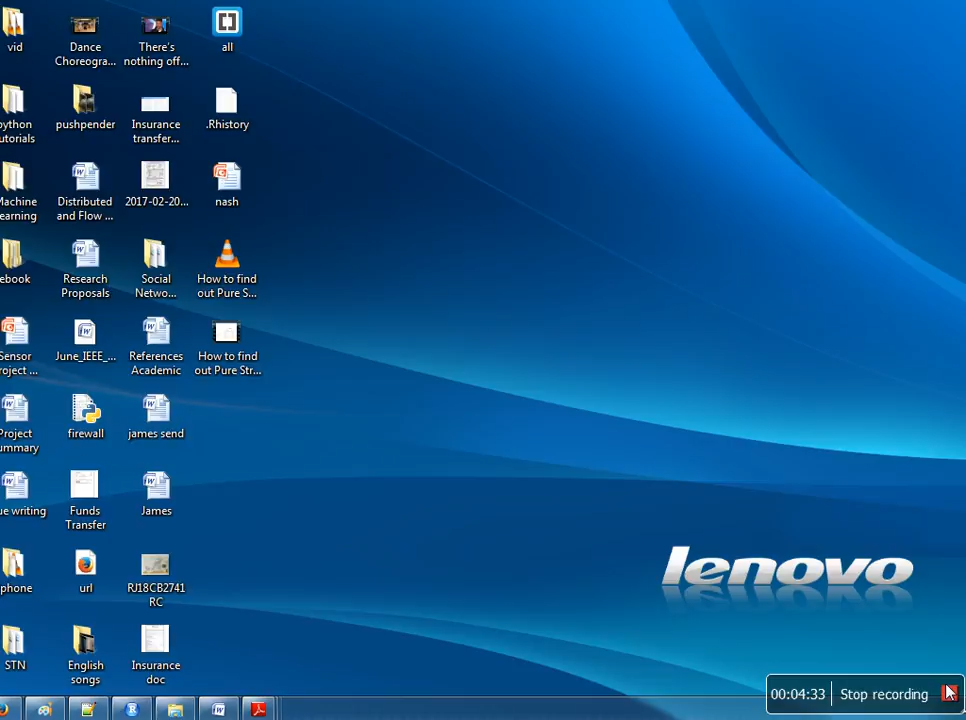 vid
Dance
Choreogra...
There's
nothing off...
all
python
utorials
pushpender
Insurance
transfer...
.Rhistory
Machine
earning
Distributed
and Flow ...
2017-02-20...
nash
ebook
Research
Proposals
Social
Netwo...
How to find
out Pure S...
Sensor
roject ...
June_IEEE_...
References
Academic
How to find
out Pure Str...
Project
ummary
firewall
james send
ue writing
Funds
Transfer
James
phone
url
RJ18CB2741
RC
STN
English
songs
Insurance
doc
lenovo
00:04:33 Stop recording